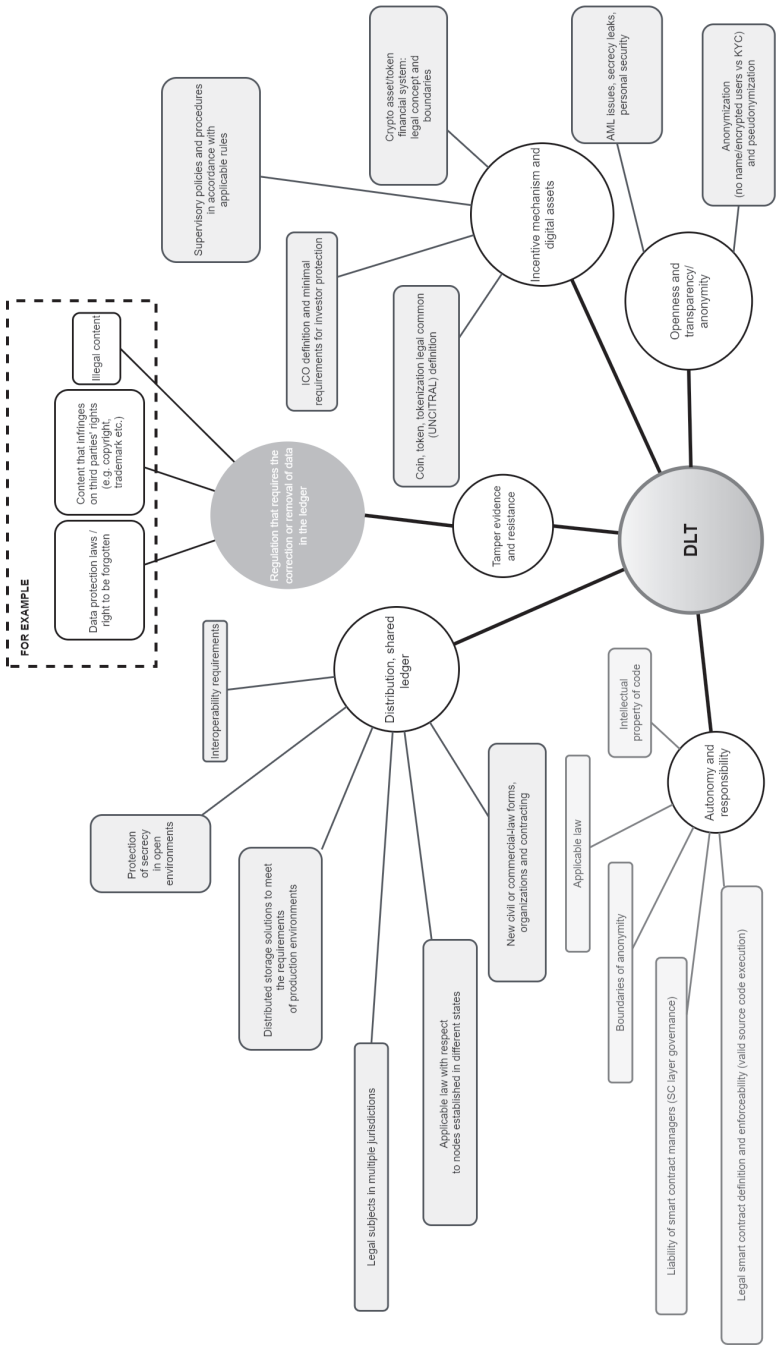 FOR EXAMPLE
Data protection laws /
right to be forgotten
Content that infringes
on third parties' rights
(e.g. copyright,
trademark etc.)
Illegal content
Regulation that requires the
correction or removal of data
in the ledger
Tamper evidence
and resistance
DLT
Distribution, shared
ledger
Interoperability requirements
Protection
of secrecy
in open
environments
Distributed storage solutions to meet
the requirements
of production environments
Legal subjects in multiple jurisdictions
Applicable law with respect
to nodes established in different states
New civil or commercial-law forms,
organizations and contracting
Autonomy and
responsibility
Intellectual
property of code
Applicable law
Boundaries of anonymity
Liability of smart contract managers (SC layer governance)
Legal smart contract definition and enforceability (valid source code execution)
Incentive mechanism and
digital assets
Supervisory policies and procedures
in accordance with
applicable rules
Crypto asset/token
financial system:
legal concept and
boundaries
ICO definition and minimal
requirements for investor protection
Coin, token, tokenization legal common
(UNCITRAL) definition
Openness and
transparency/
anonymity
AML issues, secrecy leaks,
personal security
Anonymization
(no name/encrypted users vs KYC)
and pseudonymization